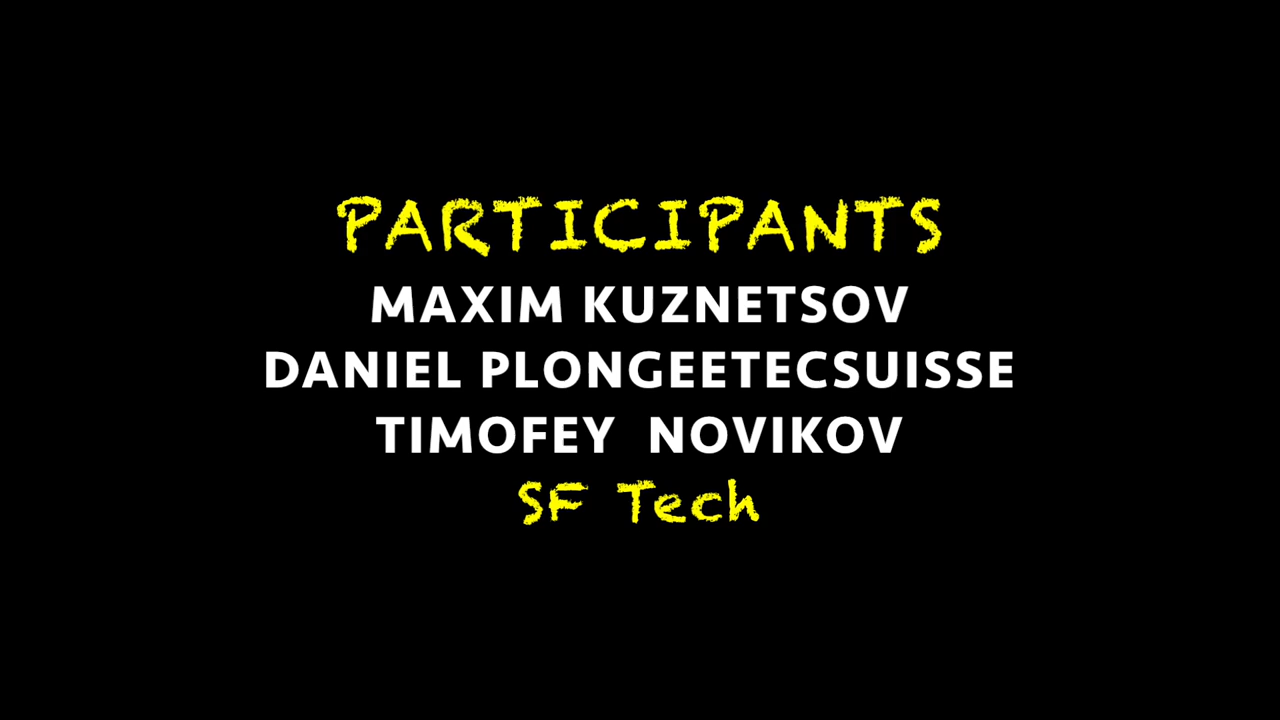 PARTICIPANTS
MAXIM KUZNETSOV
DANIEL PLONGEETECSUISSE
TIMOFEY NOVIKOV
SF Tech